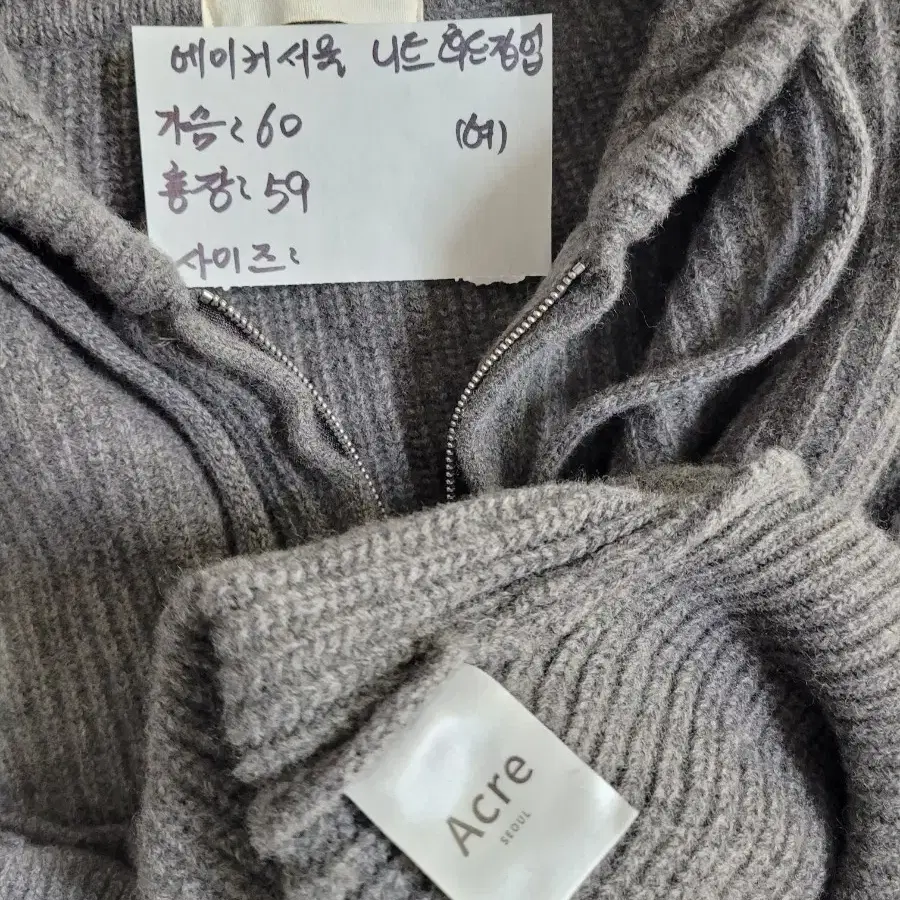 베이커서울 니트 후드집업
가슴: 60
(여)
총장: 59
사이즈:
Acre
SEOUL